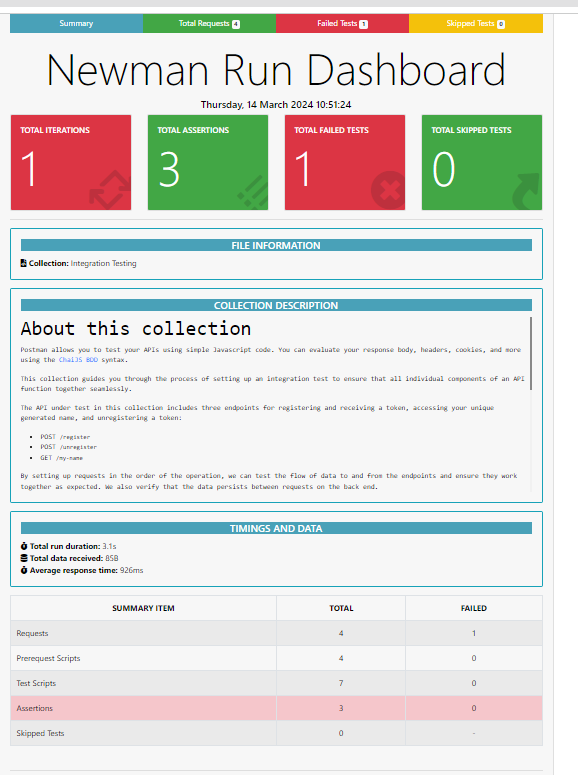 Summary Total Requests 4 Failed Tests 1 Skipped Tests 0
Newman Run Dashboard
Thursday, 14 March 2024 10:51:24
TOTAL ITERATIONS TOTAL ASSERTIONS TOTAL FAILED TESTS TOTAL SKIPPED TESTS
1 3 1 0
FILE INFORMATION
Collection: Integration Testing
COLLECTION DESCRIPTION
About this collection
Postman allows you to test your APIs using simple Javascript code. You can evaluate your response body, headers, cookies, and more
using the ChaiJS BDD syntax.
This collection guides you through the process of setting up an integration test to ensure that all individual components of an API
function together seamlessly.
The API under test in this collection includes three endpoints for registering and receiving a token, accessing your unique
generated name, and unregistering a token:
• POST /register
• POST /unregister
• GET /my-name
By setting up requests in the order of the operation, we can test the flow of data to and from the endpoints and ensure they work
together as expected. We also verify that the data persists between requests on the back end.
TIMINGS AND DATA
Total run duration: 3.1s
Total data received: 85B
Average response time: 926ms
SUMMARY ITEM TOTAL FAILED
Requests 4 1
Prerequest Scripts 4 0
Test Scripts 7 0
Assertions 3 0
Skipped Tests 0 -